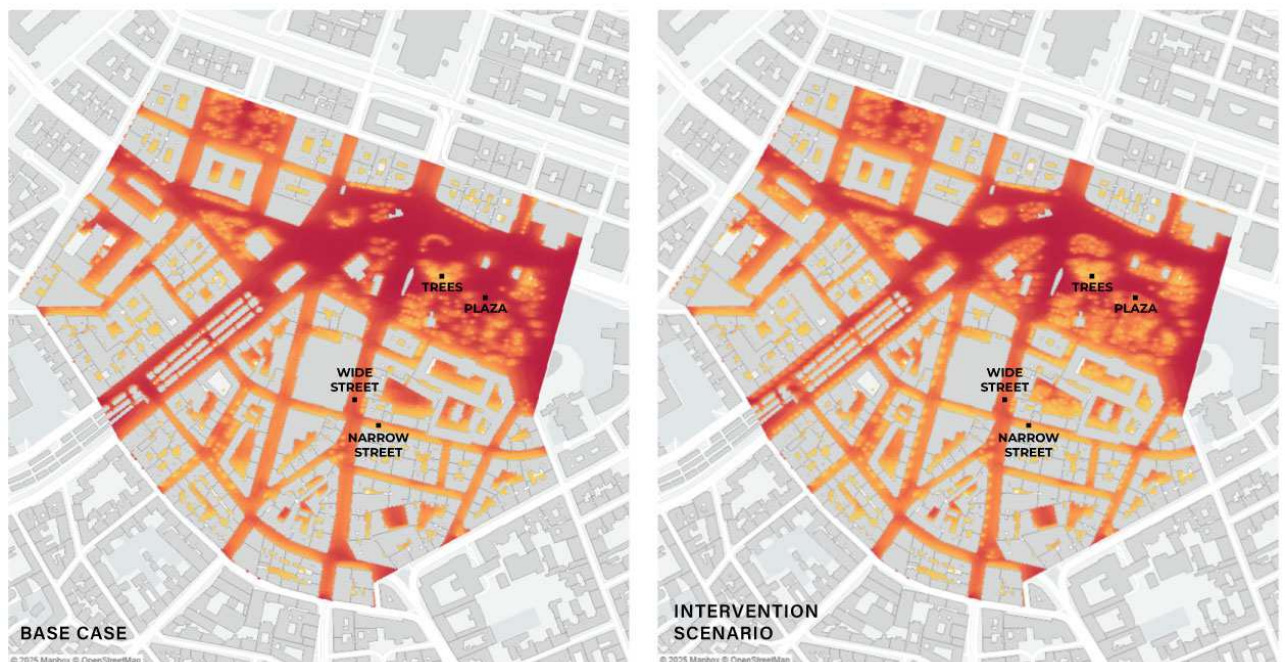 TREES
PLAZA
WIDE
STREET
NARROW
STREET
BASE CASE
© 2025 Mapbox © OpenStreetMap
TREES
PLAZA
WIDE
STREET
NARROW
STREET
INTERVENTION
SCENARIO
© 2025 Mapbox © OpenStreetMap